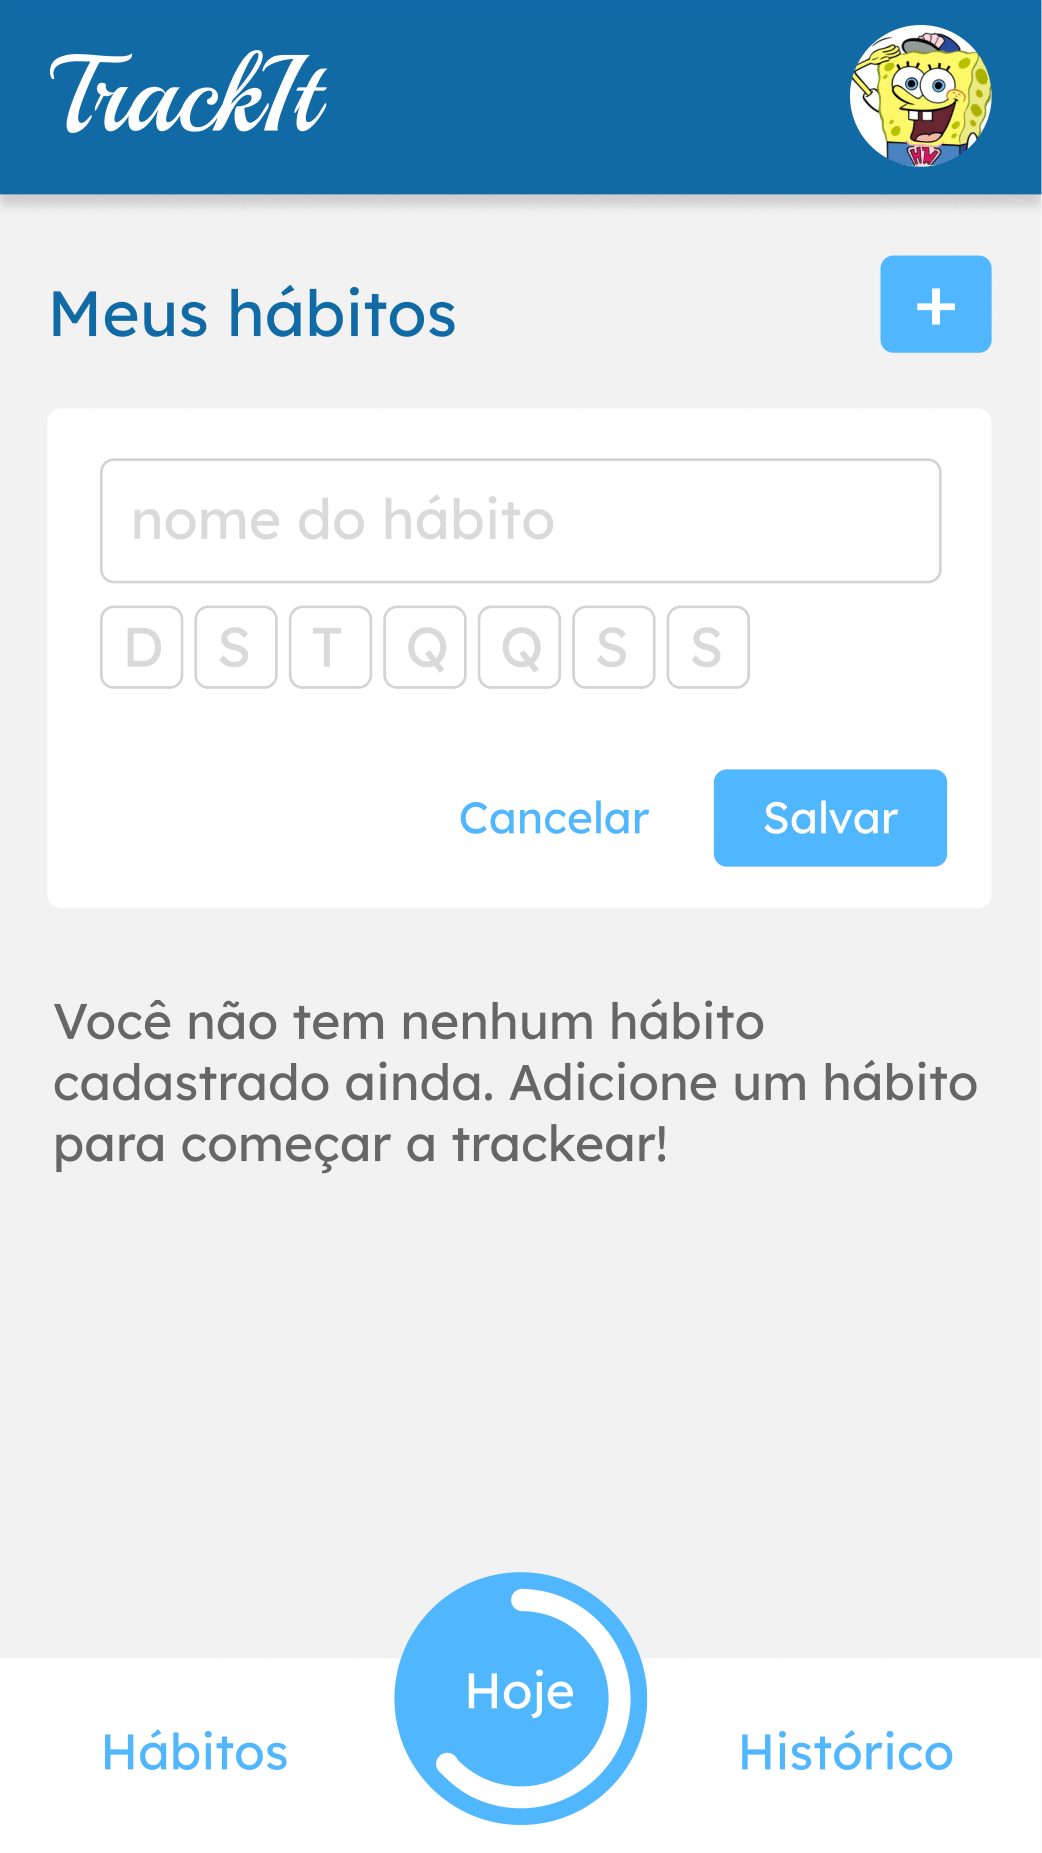 TrackIt
HW
Meus hábitos
+
nome do hábito
D S T Q Q S S
Cancelar Salvar
Você não tem nenhum hábito
cadastrado ainda. Adicione um hábito
para começar a trackear!
Hoje
Hábitos
Histórico